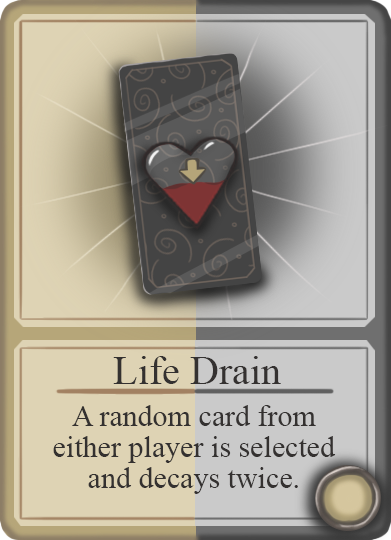 Life Drain
A random card from
either player is selected
and decays twice.